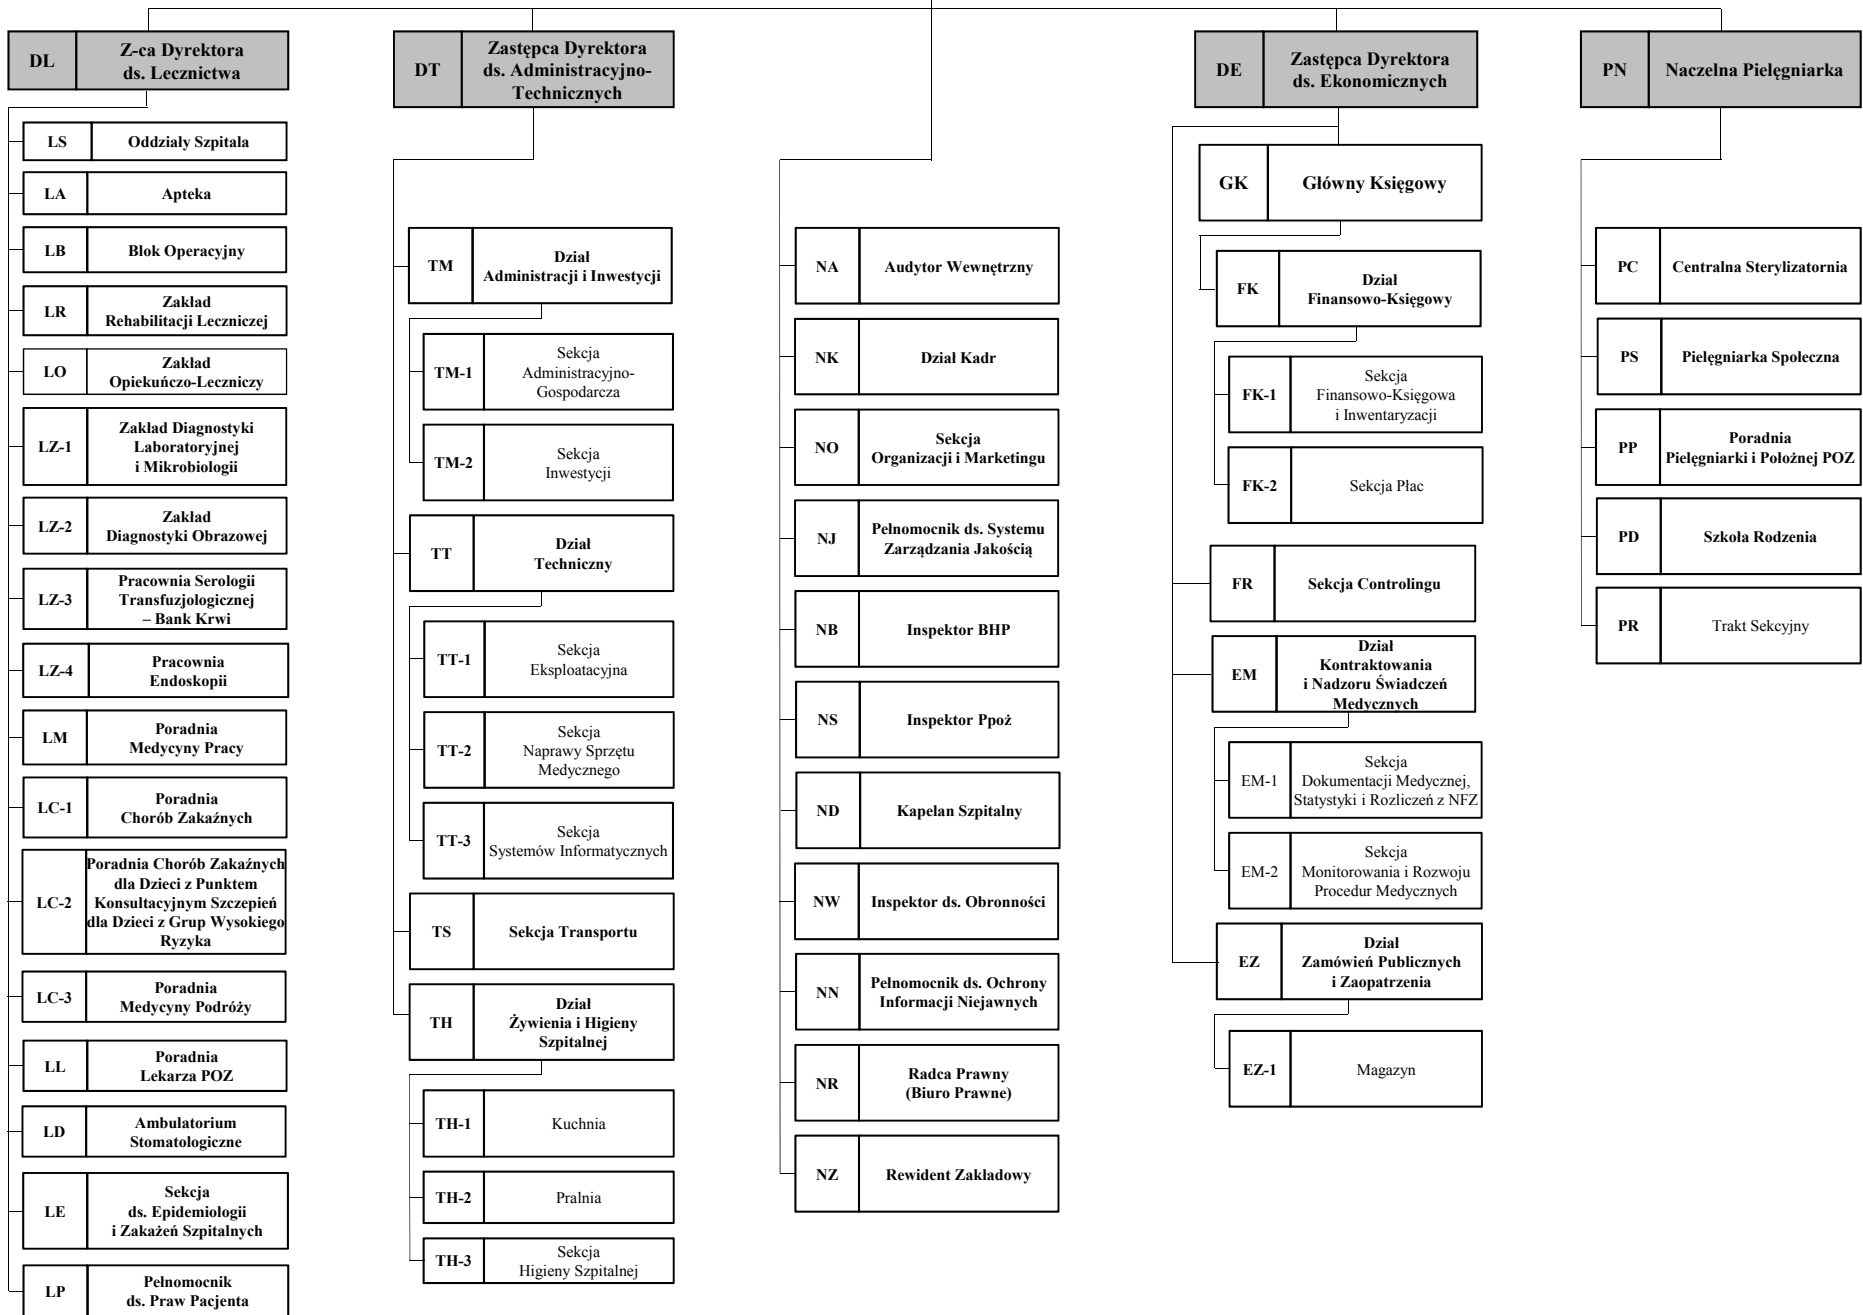 DL
Z-ca Dyrektora
ds. Lecznictwa
LS
Oddziały Szpitala
LA
Apteka
LB
Blok Operacyjny
LR
Zakład
Rehabilitacji Leczniczej
LO
Zakład
Opiekuńczo-Leczniczy
LZ-1
Zakład Diagnostyki
Laboratoryjnej
i Mikrobiologii
LZ-2
Zakład
Diagnostyki Obrazowej
LZ-3
Pracownia Serologii
Transfuzjologicznej
– Bank Krwi
LZ-4
Pracownia
Endoskopii
LM
Poradnia
Medycyny Pracy
LC-1
Poradnia
Chorób Zakaźnych
LC-2
Poradnia Chorób Zakaźnych
dla Dzieci z Punktem
Konsultacyjnym Szczepień
dla Dzieci z Grup Wysokiego
Ryzyka
LC-3
Poradnia
Medycyny Podróży
LL
Poradnia
Lekarza POZ
LD
Ambulatorium
Stomatologiczne
LE
Sekcja
ds. Epidemiologii
i Zakażeń Szpitalnych
LP
Pełnomocnik
ds. Praw Pacjenta
DT
Zastępca Dyrektora
ds. Administracyjno-
Technicznych
TM
Dział
Administracji i Inwestycji
TM-1
Sekcja
Administracyjno-
Gospodarcza
TM-2
Sekcja
Inwestycji
TT
Dział
Techniczny
TT-1
Sekcja
Eksploatacyjna
TT-2
Sekcja
Naprawy Sprzętu
Medycznego
TT-3
Sekcja
Systemów Informatycznych
TS
Sekcja Transportu
TH
Dział
Żywienia i Higieny
Szpitalnej
TH-1
Kuchnia
TH-2
Pralnia
TH-3
Sekcja
Higieny Szpitalnej
NA
Audytor Wewnętrzny
NK
Dział Kadr
NO
Sekcja
Organizacji i Marketingu
NJ
Pełnomocnik ds. Systemu
Zarządzania Jakością
NB
Inspektor BHP
NS
Inspektor Ppoż
ND
Kapelan Szpitalny
NW
Inspektor ds. Obronności
NN
Pełnomocnik ds. Ochrony
Informacji Niejawnych
NR
Radca Prawny
(Biuro Prawne)
NZ
Rewident Zakładowy
DE
Zastępca Dyrektora
ds. Ekonomicznych
GK
Główny Księgowy
FK
Dział
Finansowo-Księgowy
FK-1
Sekcja
Finansowo-Księgowa
i Inwentaryzacji
FK-2
Sekcja Płac
FR
Sekcja Controlingu
EM
Dział
Kontraktowania
i Nadzoru Świadczeń
Medycznych
EM-1
Sekcja
Dokumentacji Medycznej,
Statystyki i Rozliczeń z NFZ
EM-2
Sekcja
Monitorowania i Rozwoju
Procedur Medycznych
EZ
Dział
Zamówień Publicznych
i Zaopatrzenia
EZ-1
Magazyn
PN
Naczelna Pielęgniarka
PC
Centralna Sterylizatornia
PS
Pielęgniarka Społeczna
PP
Poradnia
Pielęgniarki i Położnej POZ
PD
Szkoła Rodzenia
PR
Trakt Sekcyjny